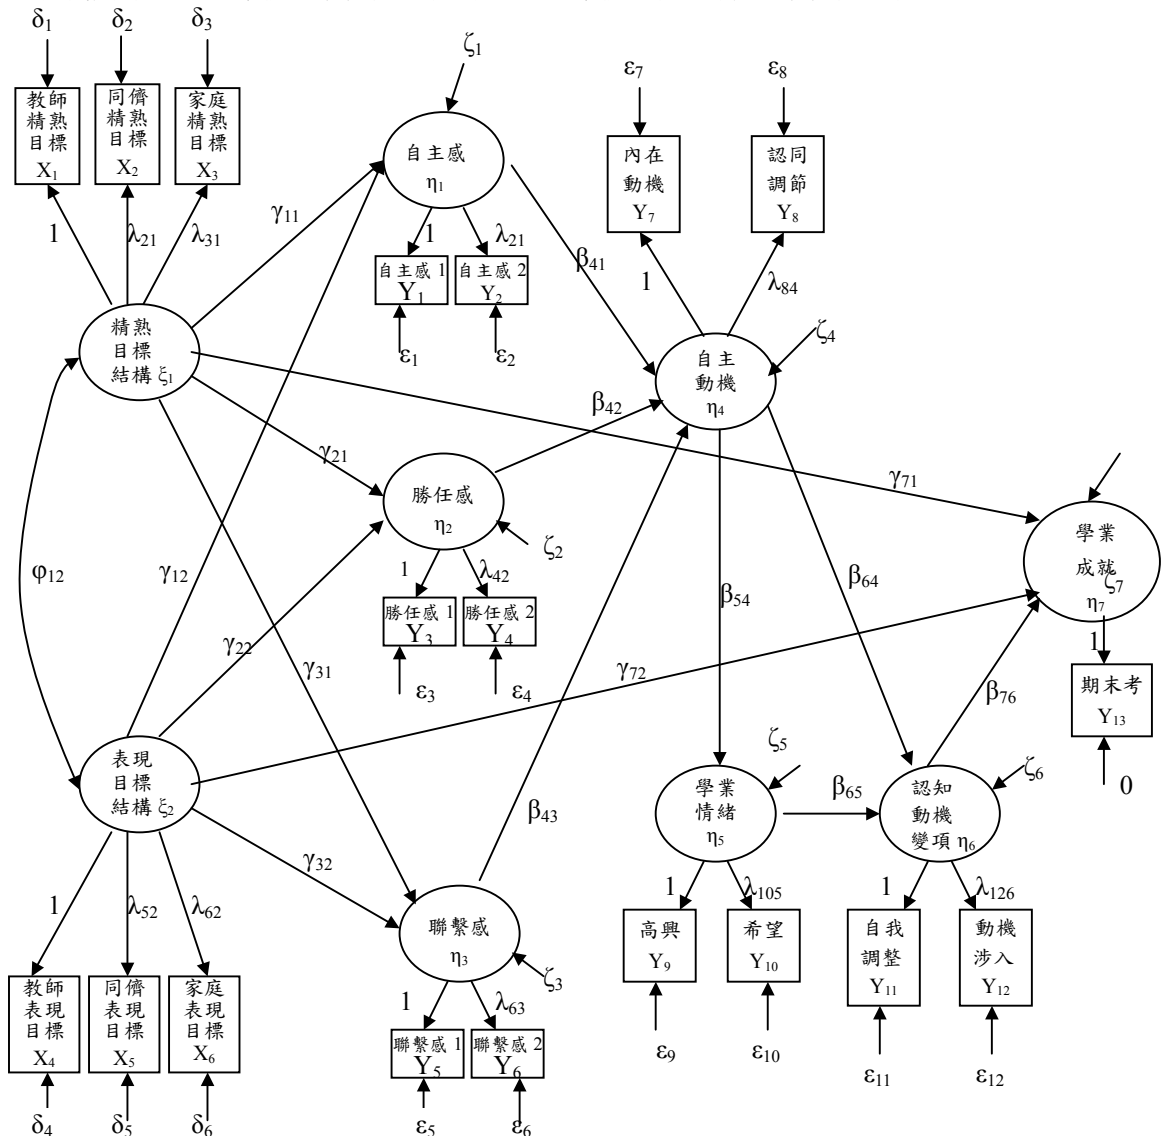 δ1 δ2 δ3
ζ1
ε7 ε8
教師
精熟
目標
X1
同儕
精熟
目標
X2
家庭
精熟
目標
X3
自主感
η1
內在
動機
Y7
認同
調節
Y8
1 λ21 λ31
γ11
1 λ21
β41
1 λ84
自主感 1
Y1
自主感 2
Y2
ε1 ε2
精熟
目標
結構 ξ1
自主
動機
η4
ζ4
β42
γ21
γ71
勝任感
η2
ζ2
學業
成就
ζ7
η7
φ12
γ12
1 λ42
β54
β64
勝任感 1
Y3
勝任感 2
Y4
γ22
γ31
γ72
1
ε3 ε4
β76
期末考
Y13
0
表現
目標
結構 ξ2
ζ5
學業
情緒
η5
β65
認知
動機
變項 η6
ζ6
β43
γ32
1 λ52 λ62
1 λ105
1 λ126
聯繫感
η3
ζ3
高興
Y9
希望
Y10
自我
調整
Y11
動機
涉入
Y12
教師
表現
目標
X4
同儕
表現
目標
X5
家庭
表現
目標
X6
1 λ63
聯繫感 1
Y5
聯繫感 2
Y6
ε9 ε10 ε11 ε12
δ4 δ5 δ6
ε5 ε6